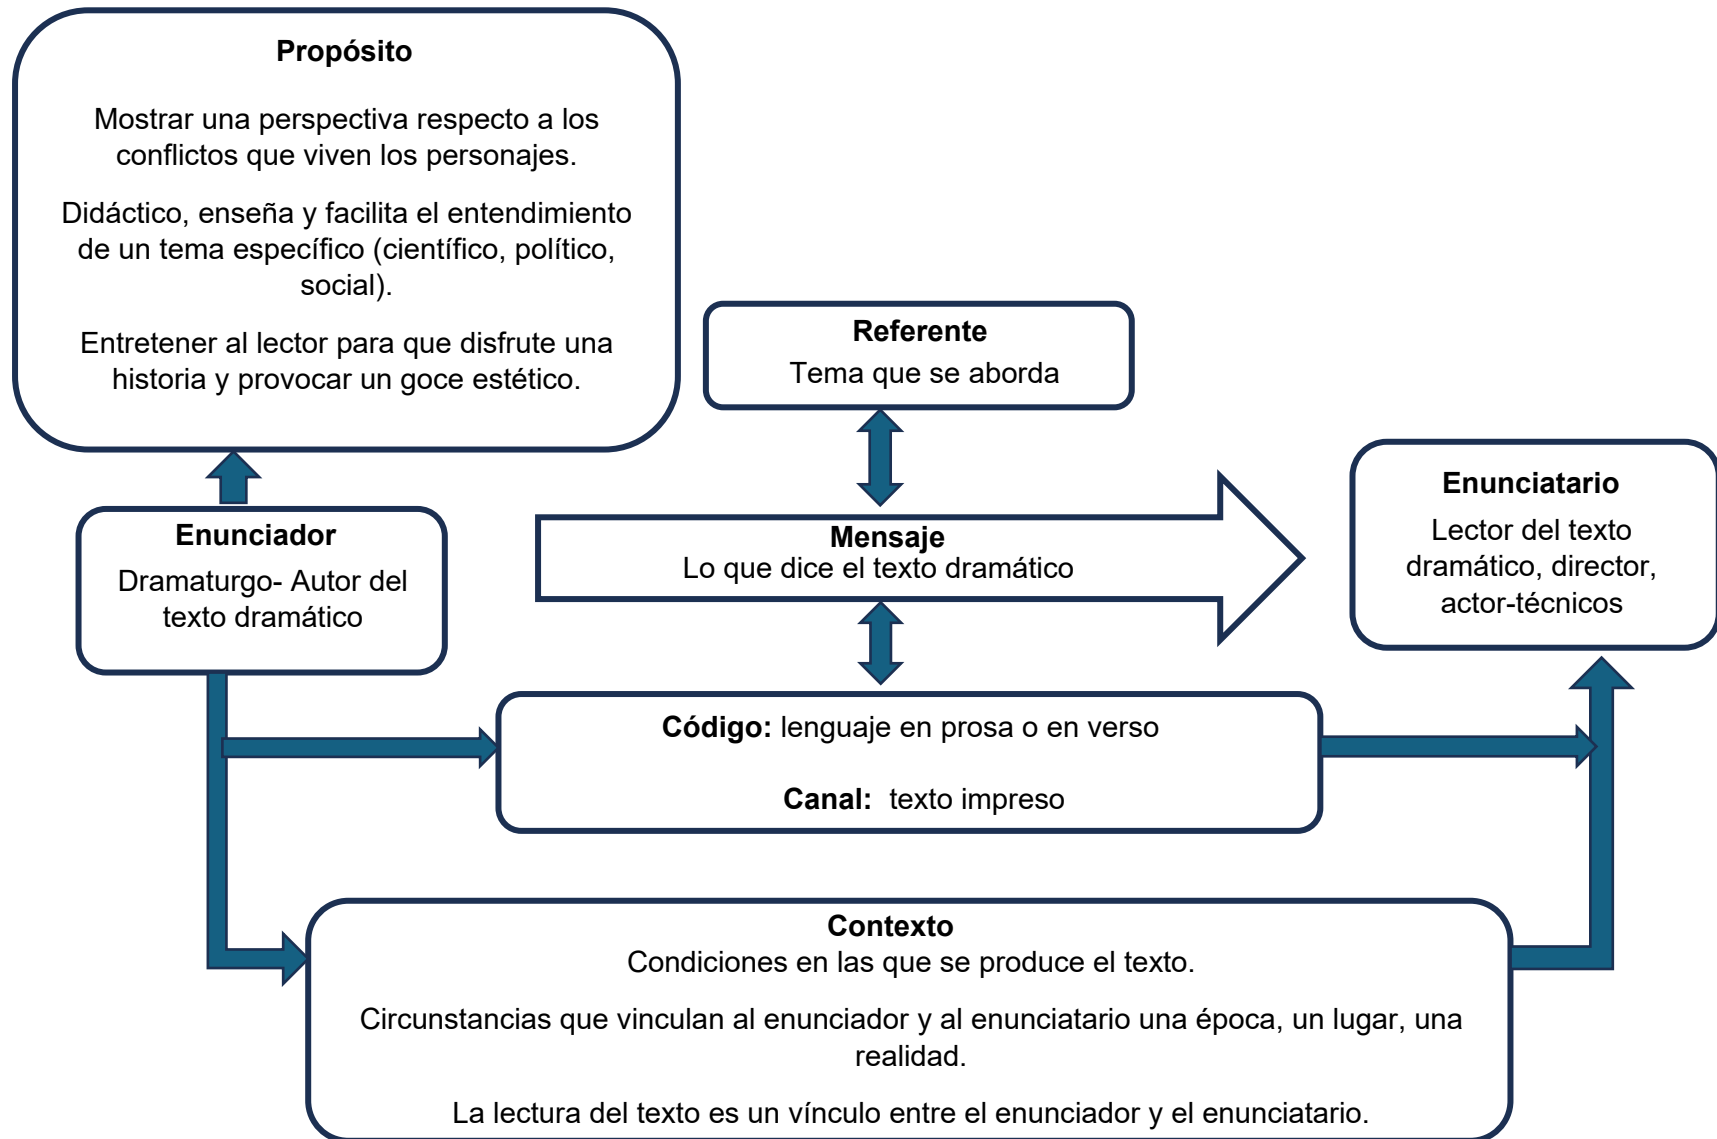 Propósito
Mostrar una perspectiva respecto a los
conflictos que viven los personajes.
Didáctico, enseña y facilita el entendimiento
de un tema específico (científico, político,
social).
Entretener al lector para que disfrute una
historia y provocar un goce estético.
Referente
Tema que se aborda
Enunciador
Dramaturgo- Autor del
texto dramático
Mensaje
Lo que dice el texto dramático
Enunciatario
Lector del texto
dramático, director,
actor-técnicos
Código: lenguaje en prosa o en verso
Canal: texto impreso
Contexto
Condiciones en las que se produce el texto.
Circunstancias que vinculan al enunciador y al enunciatario una época, un lugar, una
realidad.
La lectura del texto es un vínculo entre el enunciador y el enunciatario.